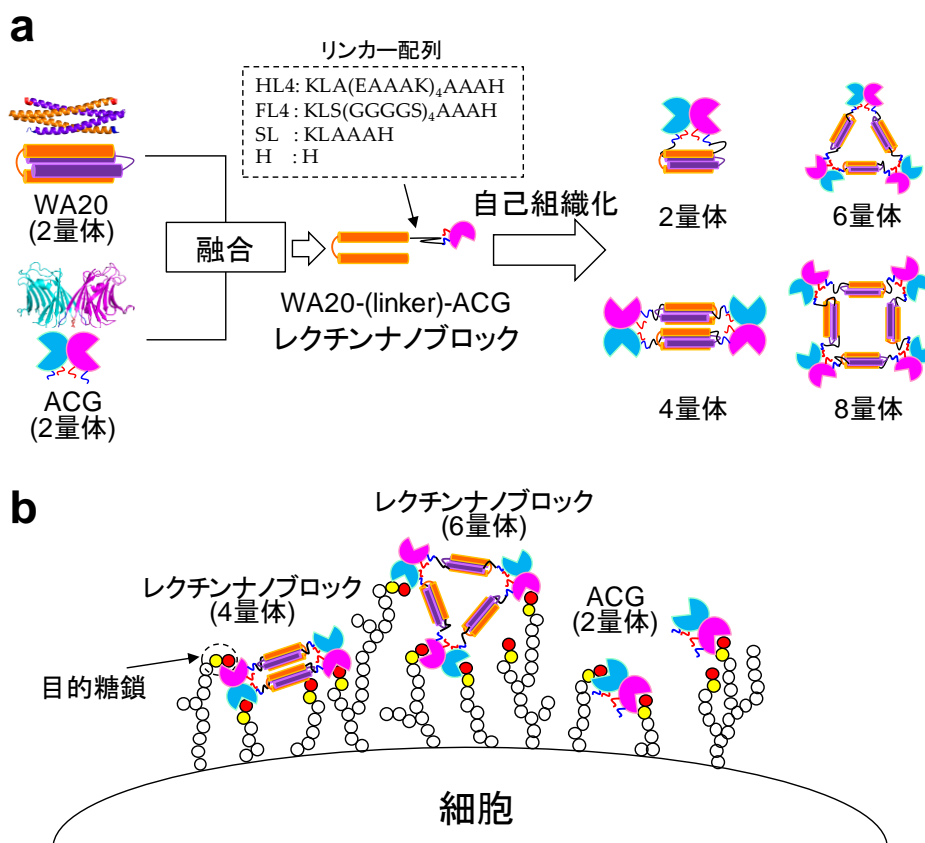 a
リンカー配列
HL4: KLA(EAAAK)₄AAAH
FL4: KLS(GGGGS)₄AAAH
SL : KLAAAH
H : H
WA20
(2量体)
融合
ACG
(2量体)
WA20-(linker)-ACG
レクチンナノブロック
自己組織化
2量体
6量体
4量体
8量体
b
レクチンナノブロック
(6量体)
レクチンナノブロック
(4量体)
ACG
(2量体)
目的糖鎖
細胞